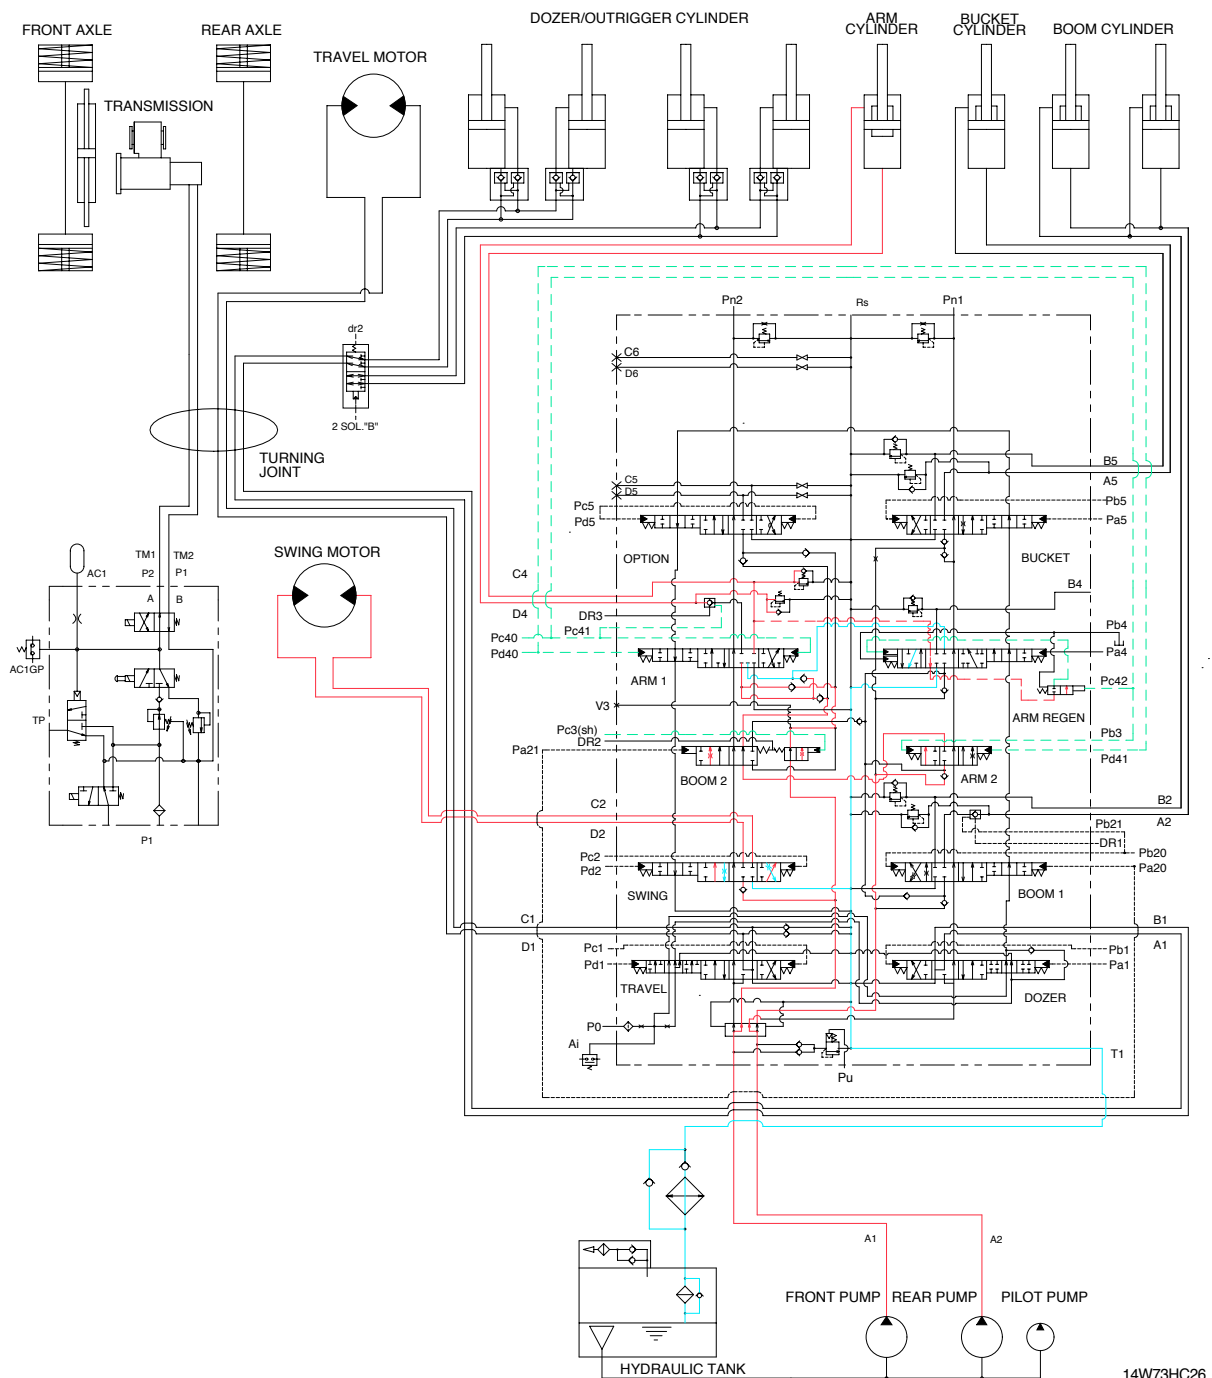 DOZER/OUTRIGGER CYLINDER
ARM
CYLINDER
BUCKET
CYLINDER
BOOM CYLINDER
FRONT AXLE
REAR AXLE
TRAVEL MOTOR
TRANSMISSION
Pn2
Rs
Pn1
dr2
C6
D6
2 SOL."B"
TURNING
JOINT
B5
A5
C5
D5
Pc5
Pd5
Pb5
Pa5
OPTION
BUCKET
SWING MOTOR
TM1
TM2
P2
P1
AC1
A
B
C4
D4
DR3
B4
Pc40
Pc41
Pd40
Pb4
Pa4
AC1GP
ARM 1
Pc42
ARM REGEN
V3
TP
Pc3(sh)
DR2
Pa21
Pb3
Pd41
BOOM 2
ARM 2
C2
D2
B2
A2
Pb21
DR1
P1
Pc2
Pd2
Pb20
Pa20
SWING
BOOM 1
C1
D1
B1
A1
Pc1
Pd1
Pb1
Pa1
TRAVEL
DOZER
P0
Ai
T1
Pu
A1
A2
FRONT PUMP
REAR PUMP
PILOT PUMP
HYDRAULIC TANK
14W73HC26